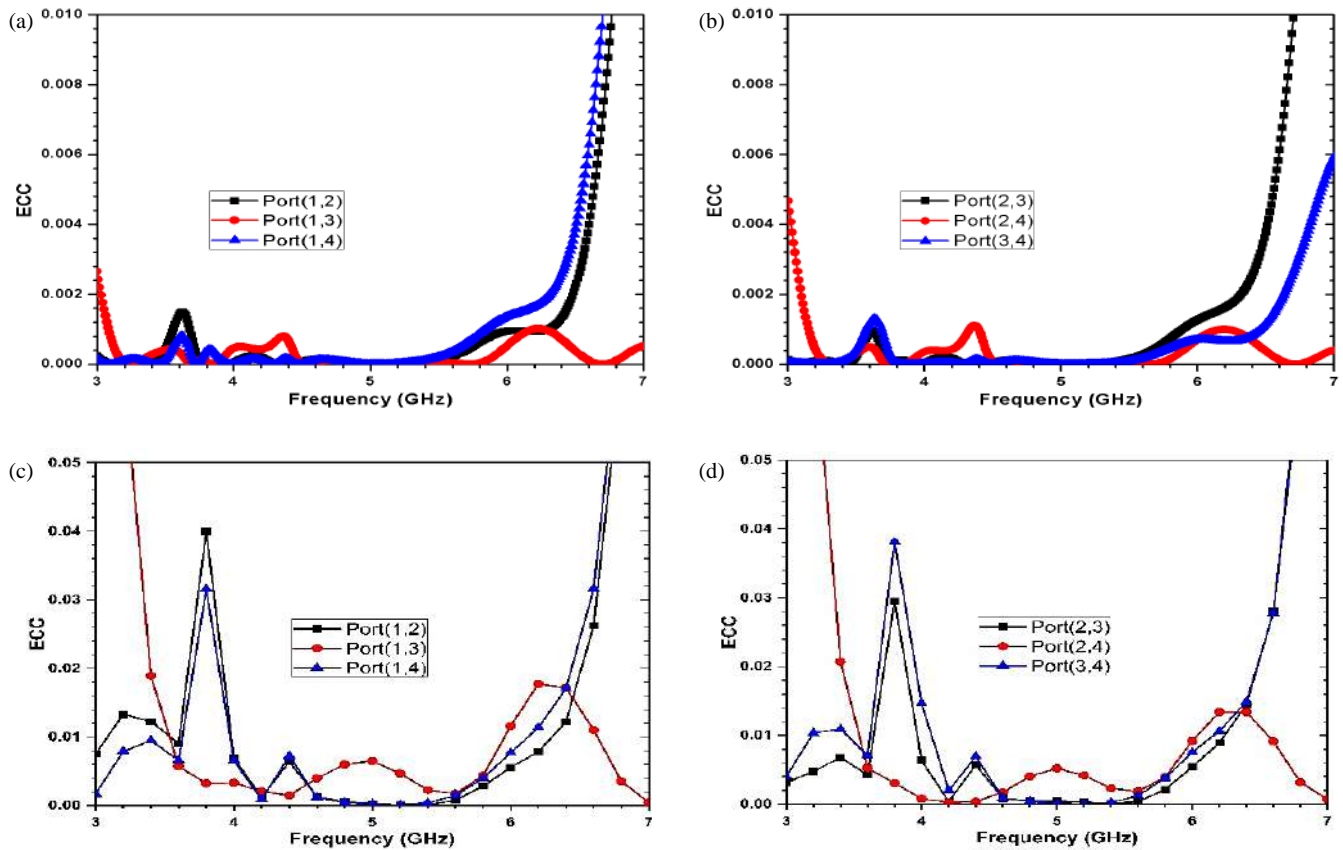 (a)
0.010
0.008
0.006
0.004
0.002
0.000
ECC
Port(1,2)
Port(1,3)
Port(1,4)
3 4 5 6 7
Frequency (GHz)
(b)
0.010
0.008
0.006
0.004
0.002
0.000
ECC
Port(2,3)
Port(2,4)
Port(3,4)
3 4 5 6 7
Frequency (GHz)
(c)
0.05
0.04
0.03
0.02
0.01
0.00
ECC
Port(1,2)
Port(1,3)
Port(1,4)
3 4 5 6 7
Frequency (GHz)
(d)
0.05
0.04
0.03
0.02
0.01
0.00
ECC
Port(2,3)
Port(2,4)
Port(3,4)
3 4 5 6 7
Frequency (GHz)